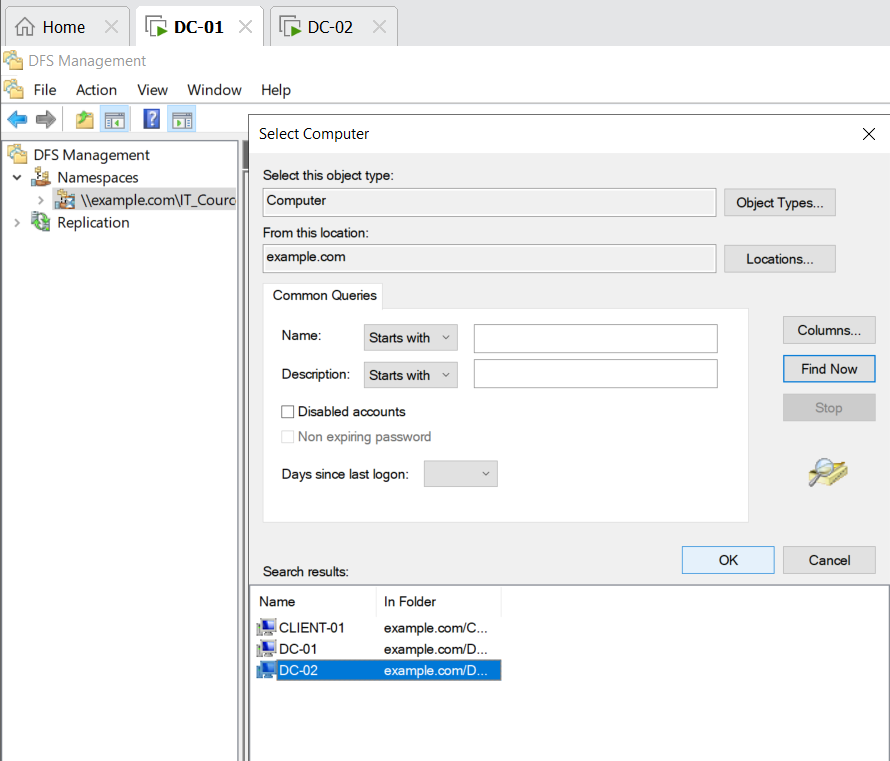 Home
DC-01
DC-02
DFS Management
File Action View Window Help
Select Computer
DFS Management
Namespaces
\\example.com\IT_Courc
Replication
Select this object type:
Computer
Object Types...
From this location:
example.com
Locations...
Common Queries
Name:
Starts with
Description:
Starts with
Disabled accounts
Non expiring password
Days since last logon:
Columns...
Find Now
Stop
OK
Cancel
Search results:
Name In Folder
CLIENT-01 example.com/C...
DC-01 example.com/D...
DC-02 example.com/D...